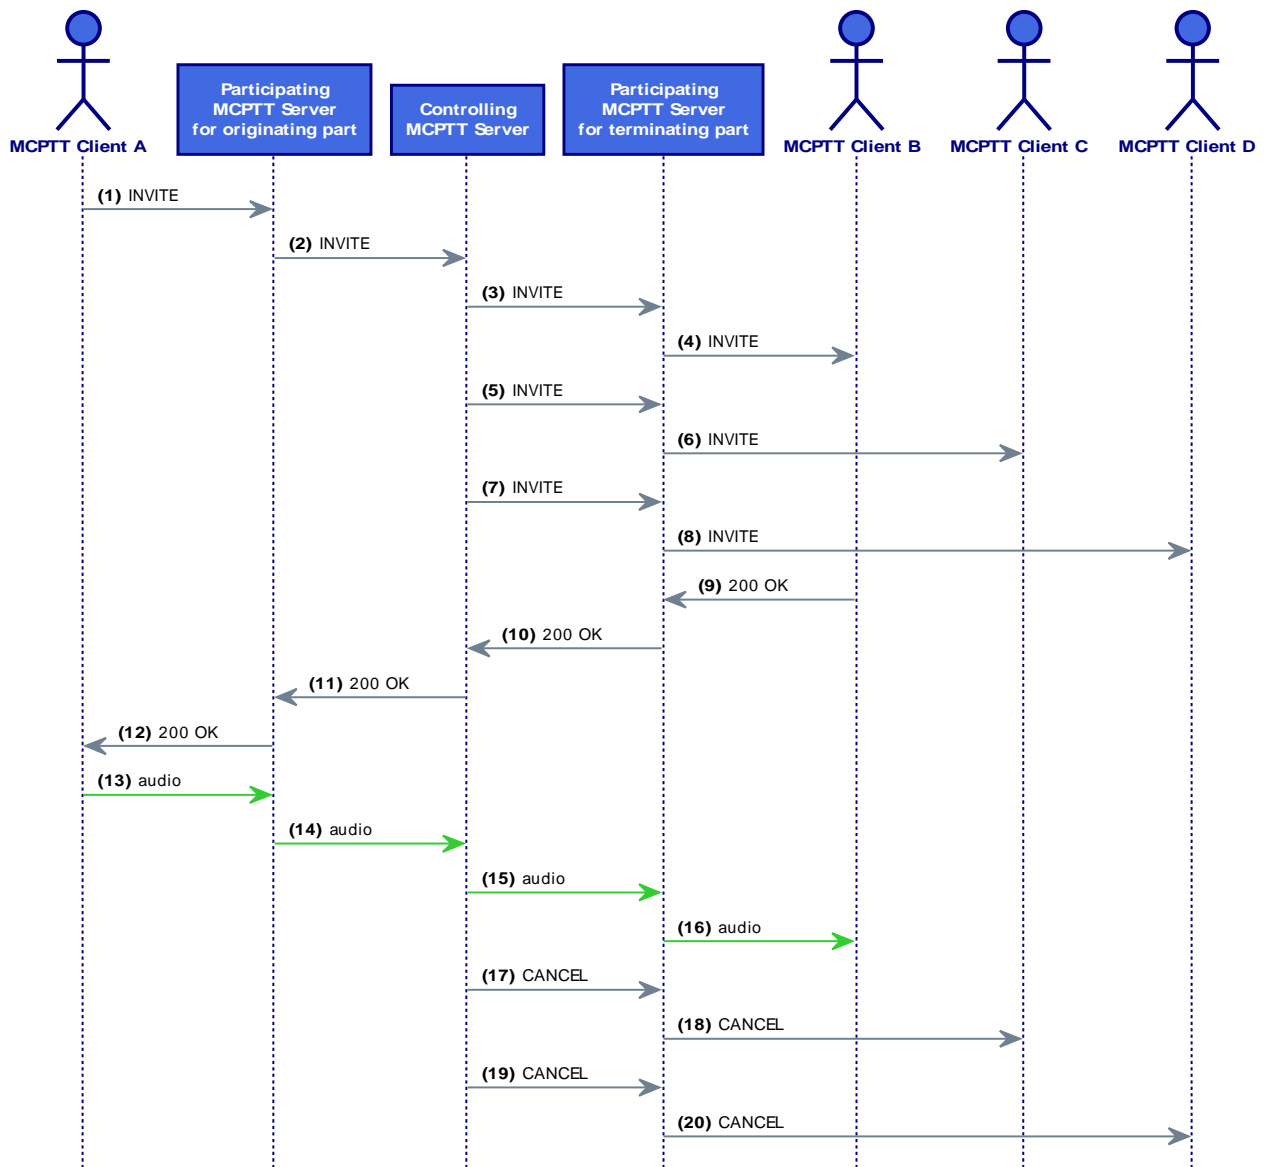 Participating
MCPTT Server
for originating part
Controlling
MCPTT Server
Participating
MCPTT Server
for terminating part
MCPTT Client A
MCPTT Client B
MCPTT Client C
MCPTT Client D
(1) INVITE
(2) INVITE
(3) INVITE
(4) INVITE
(5) INVITE
(6) INVITE
(7) INVITE
(8) INVITE
(9) 200 OK
(10) 200 OK
(11) 200 OK
(12) 200 OK
(13) audio
(14) audio
(15) audio
(16) audio
(17) CANCEL
(18) CANCEL
(19) CANCEL
(20) CANCEL